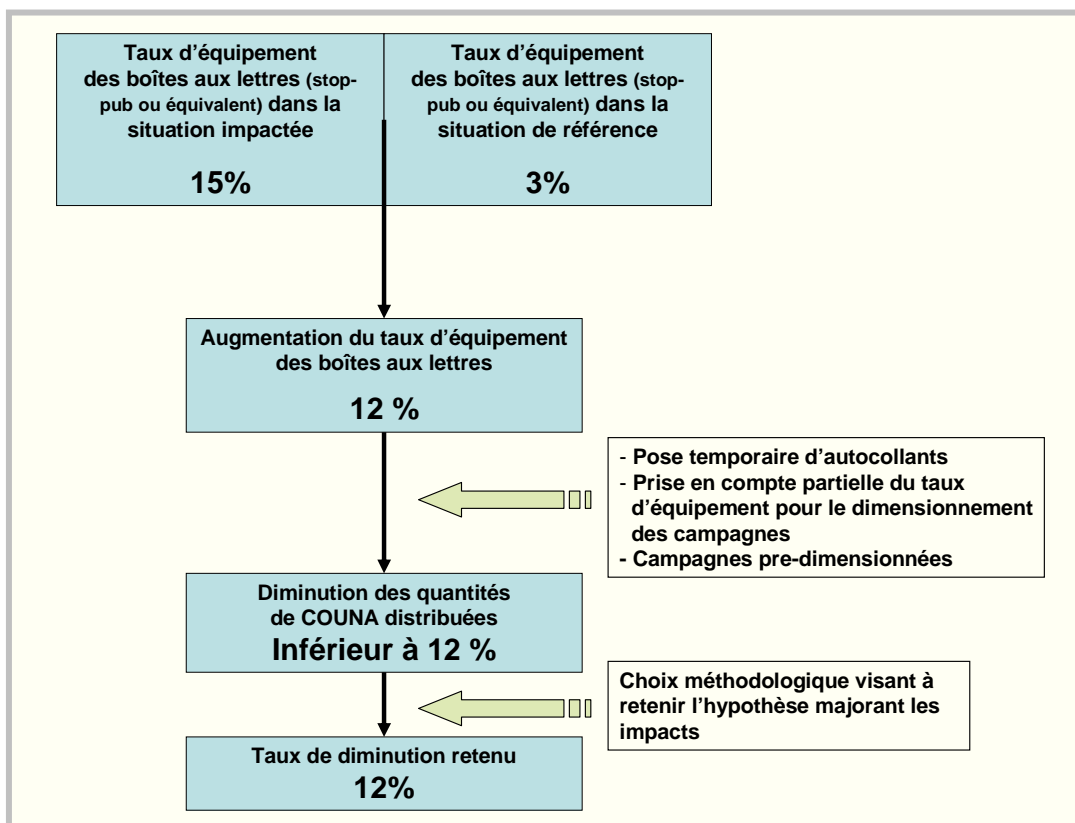 Taux d'équipement
des boîtes aux lettres (stop-
pub ou équivalent) dans la
situation impactée
15%
Taux d'équipement
des boîtes aux lettres (stop-
pub ou équivalent) dans la
situation de référence
3%
Augmentation du taux d'équipement
des boîtes aux lettres
12 %
- Pose temporaire d'autocollants
- Prise en compte partielle du taux
d'équipement pour le dimensionnement
des campagnes
- Campagnes pre-dimensionnées
Diminution des quantités
de COUNA distribuées
Inférieur à 12 %
Choix méthodologique visant à
retenir l'hypothèse majorant les
impacts
Taux de diminution retenu
12%